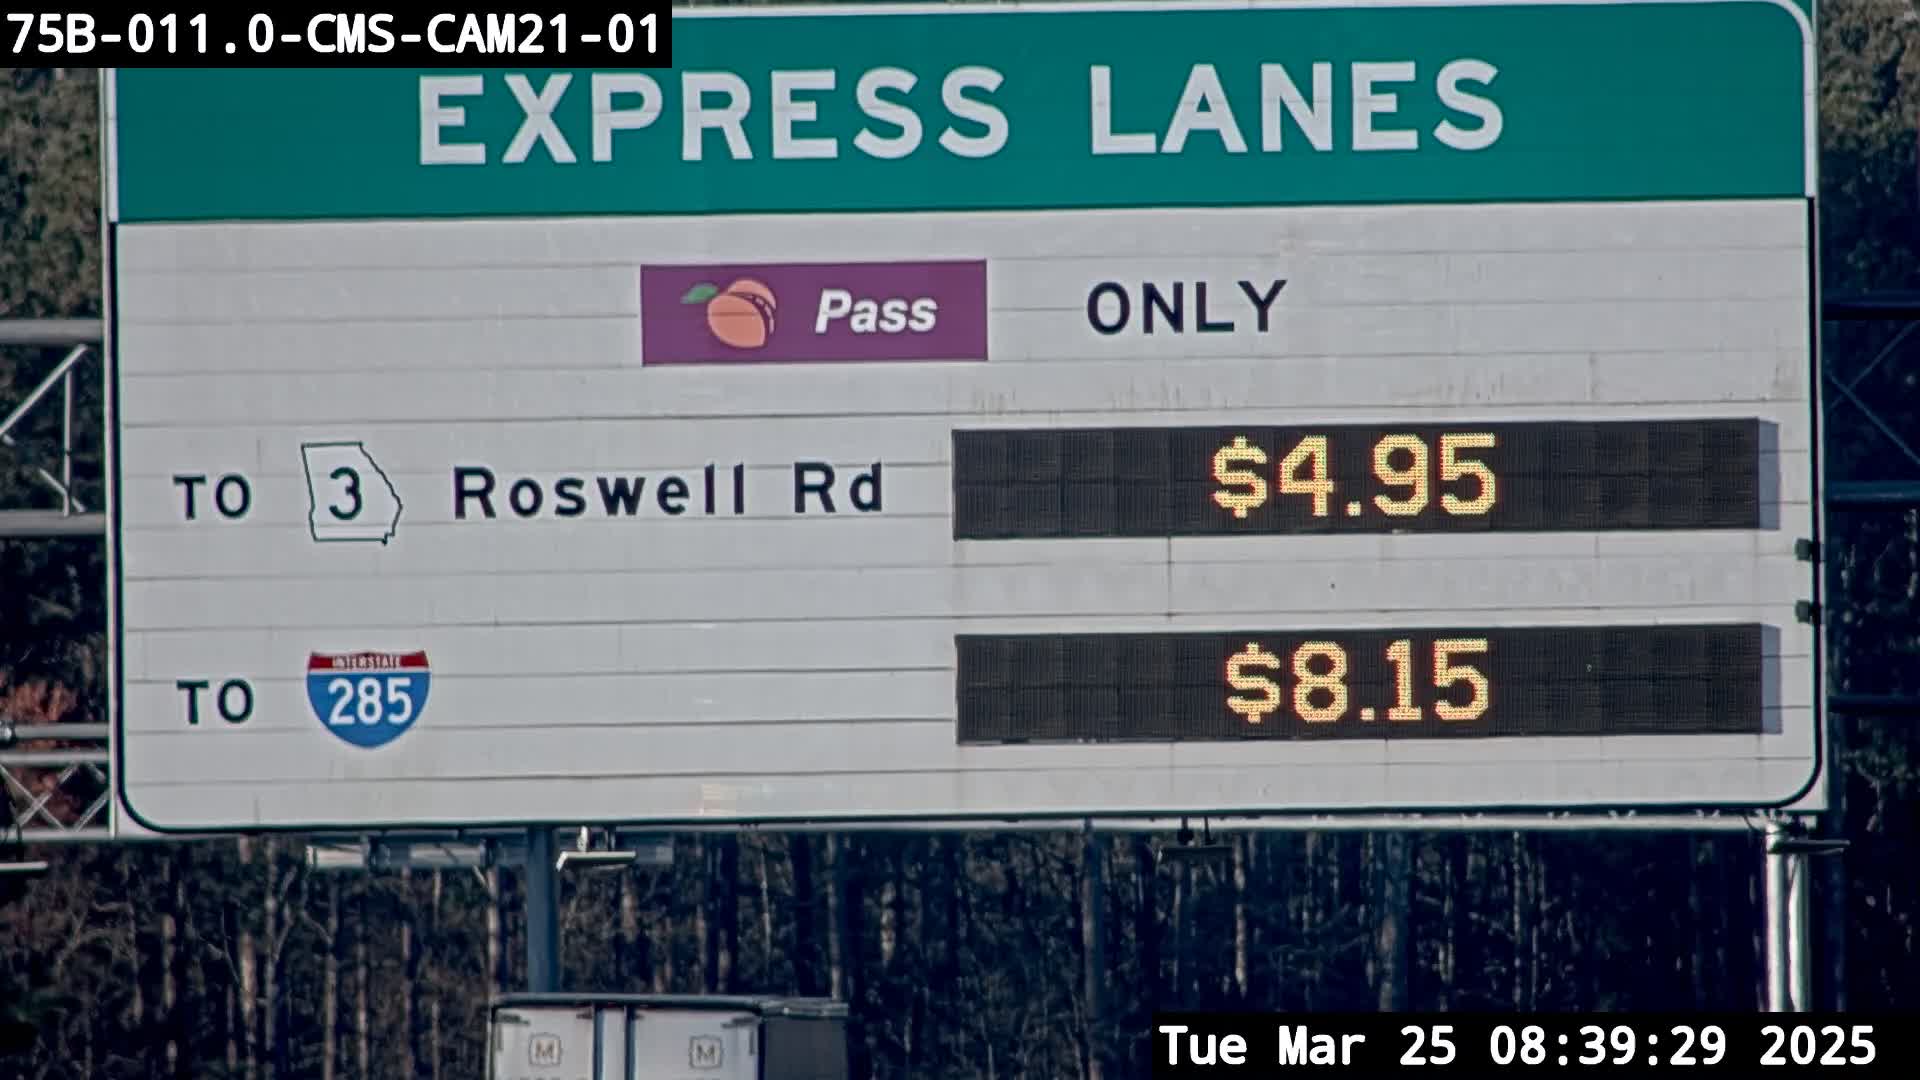 75B-011.0-CMS-CAM21-01
EXPRESS LANES
Pass ONLY
TO 3 Roswell Rd $4.95
INTERSTATE
TO 285 $8.15
M M
Tue Mar 25 08:39:29 2025